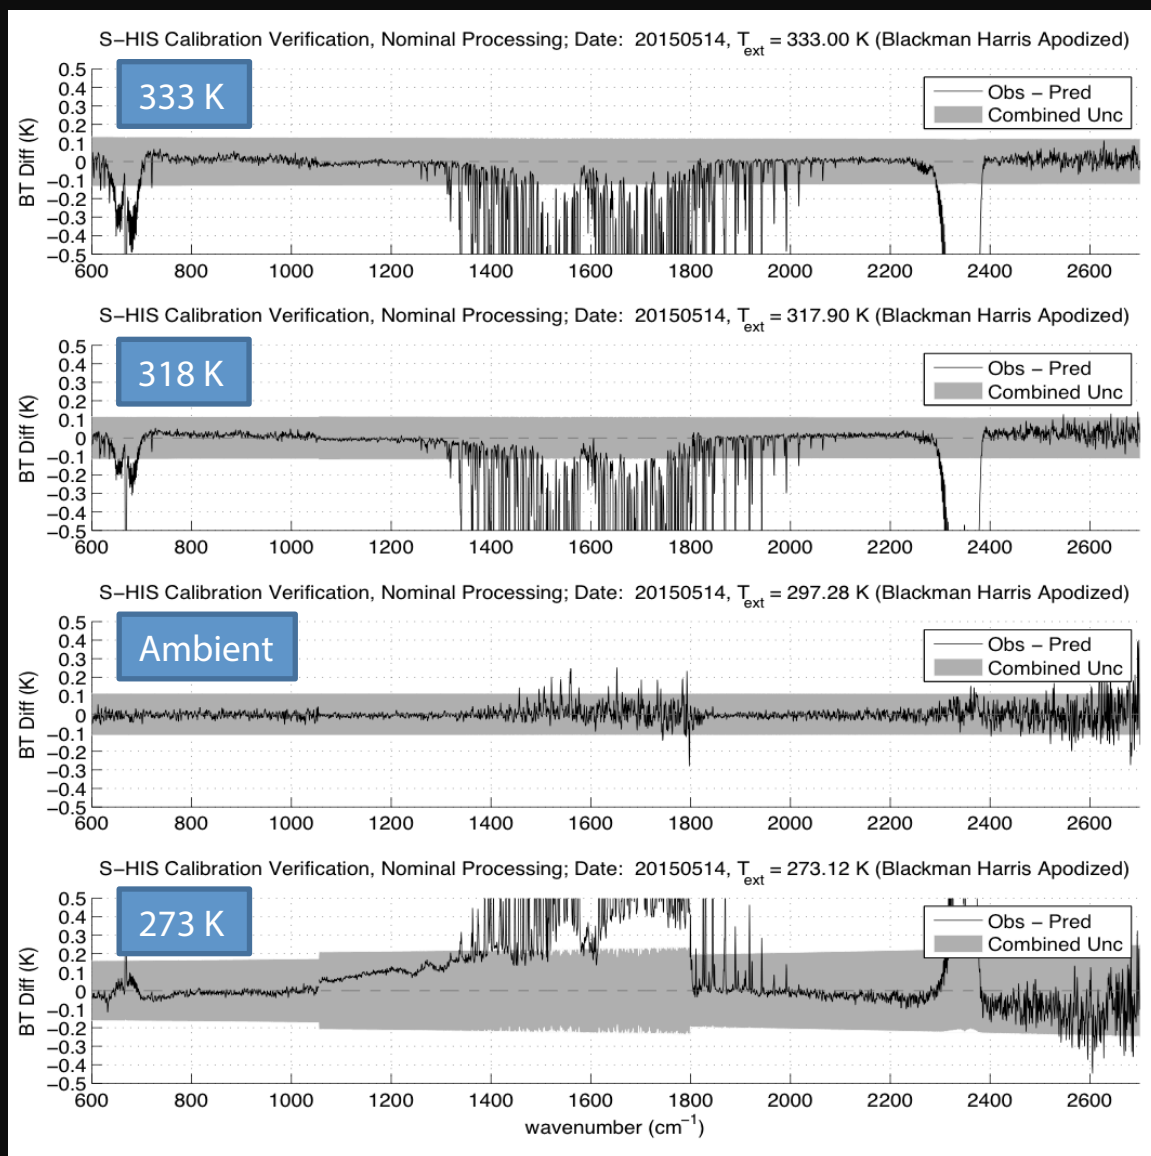 S−HIS Calibration Verification, Nominal Processing; Date: 20150514, Text = 333.00 K (Blackman Harris Apodized)
333 K
Obs − Pred
Combined Unc
BT Diff (K)
0.5
0.4
0.3
0.2
0.1
0
−0.1
−0.2
−0.3
−0.4
−0.5
600 800 1000 1200 1400 1600 1800 2000 2200 2400 2600
S−HIS Calibration Verification, Nominal Processing; Date: 20150514, Text = 317.90 K (Blackman Harris Apodized)
318 K
Obs − Pred
Combined Unc
BT Diff (K)
0.5
0.4
0.3
0.2
0.1
0
−0.1
−0.2
−0.3
−0.4
−0.5
600 800 1000 1200 1400 1600 1800 2000 2200 2400 2600
S−HIS Calibration Verification, Nominal Processing; Date: 20150514, Text = 297.28 K (Blackman Harris Apodized)
Ambient
Obs − Pred
Combined Unc
BT Diff (K)
0.5
0.4
0.3
0.2
0.1
0
−0.1
−0.2
−0.3
−0.4
−0.5
600 800 1000 1200 1400 1600 1800 2000 2200 2400 2600
S−HIS Calibration Verification, Nominal Processing; Date: 20150514, Text = 273.12 K (Blackman Harris Apodized)
273 K
Obs − Pred
Combined Unc
BT Diff (K)
0.5
0.4
0.3
0.2
0.1
0
−0.1
−0.2
−0.3
−0.4
−0.5
600 800 1000 1200 1400 1600 1800 2000 2200 2400 2600
wavenumber (cm⁻¹)